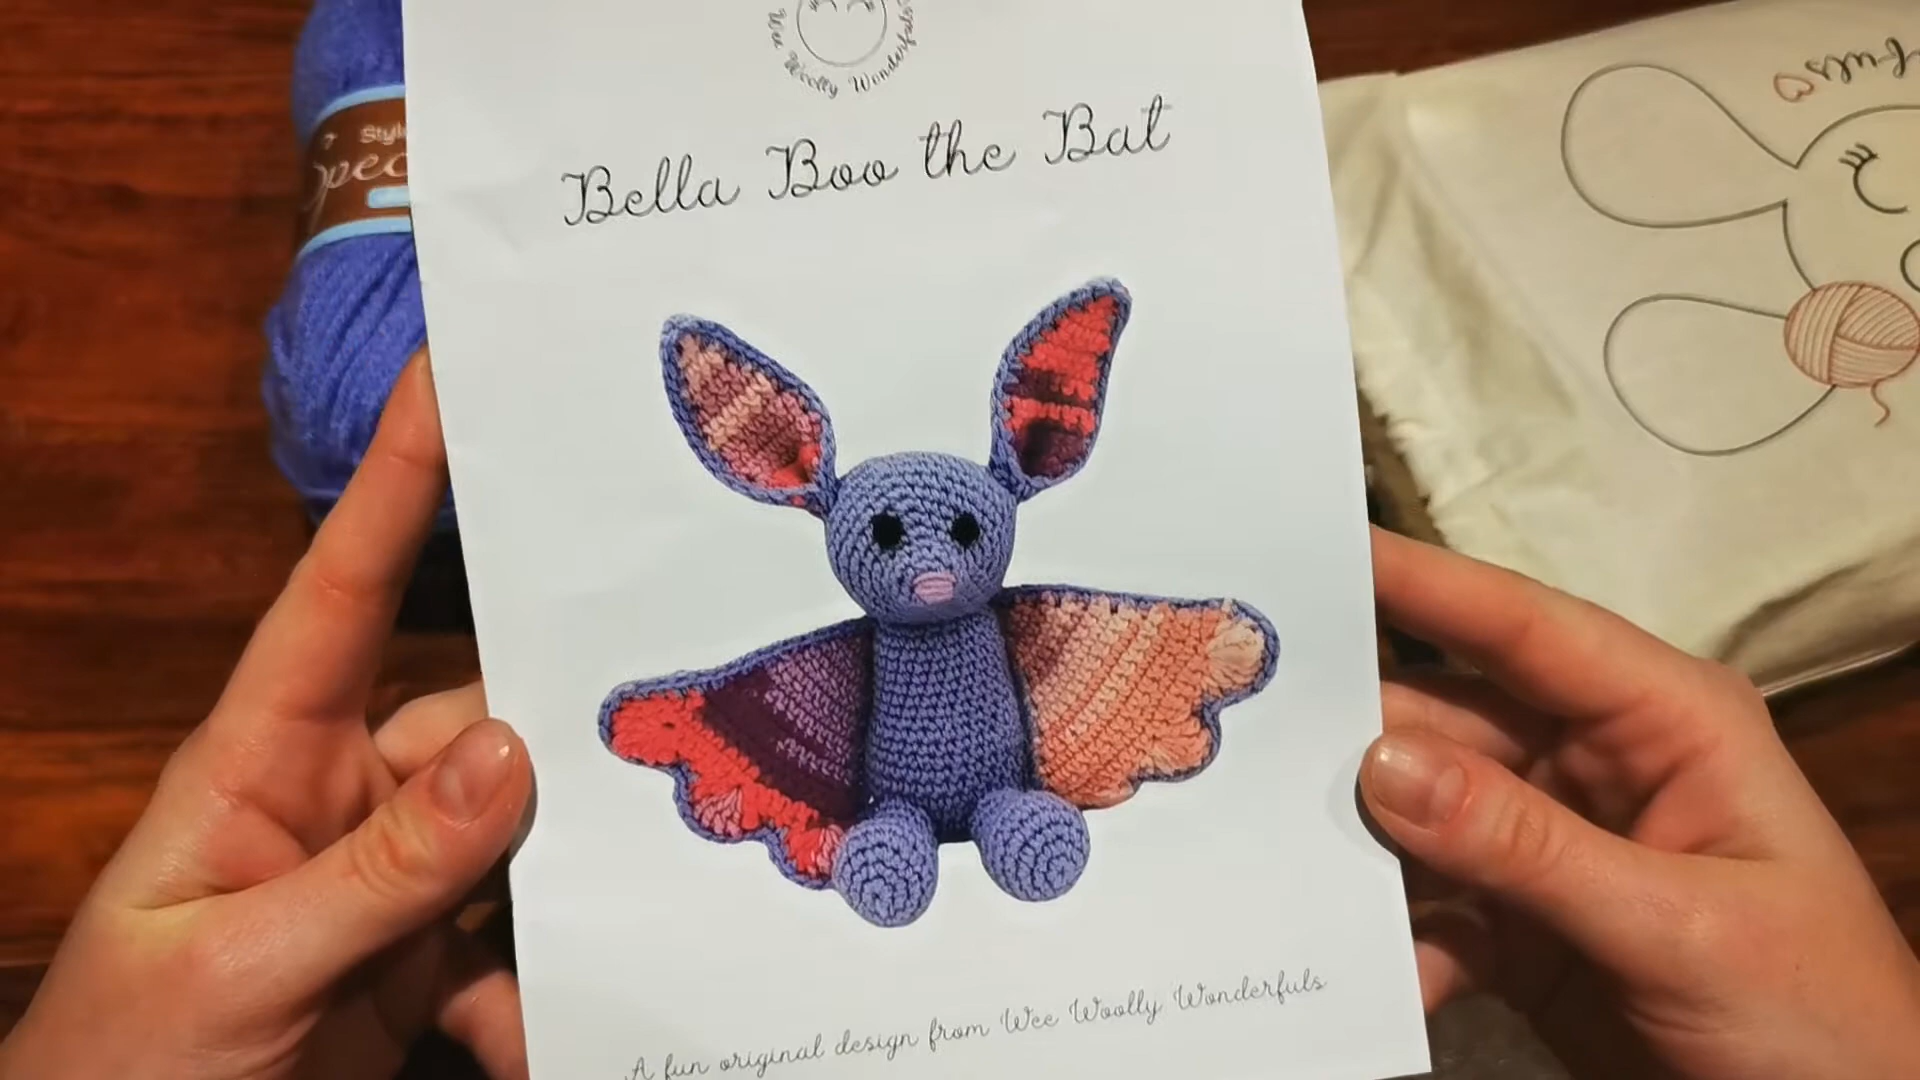 Wee Woolly Wonderfuls
Bella Boo the Bat
A fun original design from Wee Woolly Wonderfuls